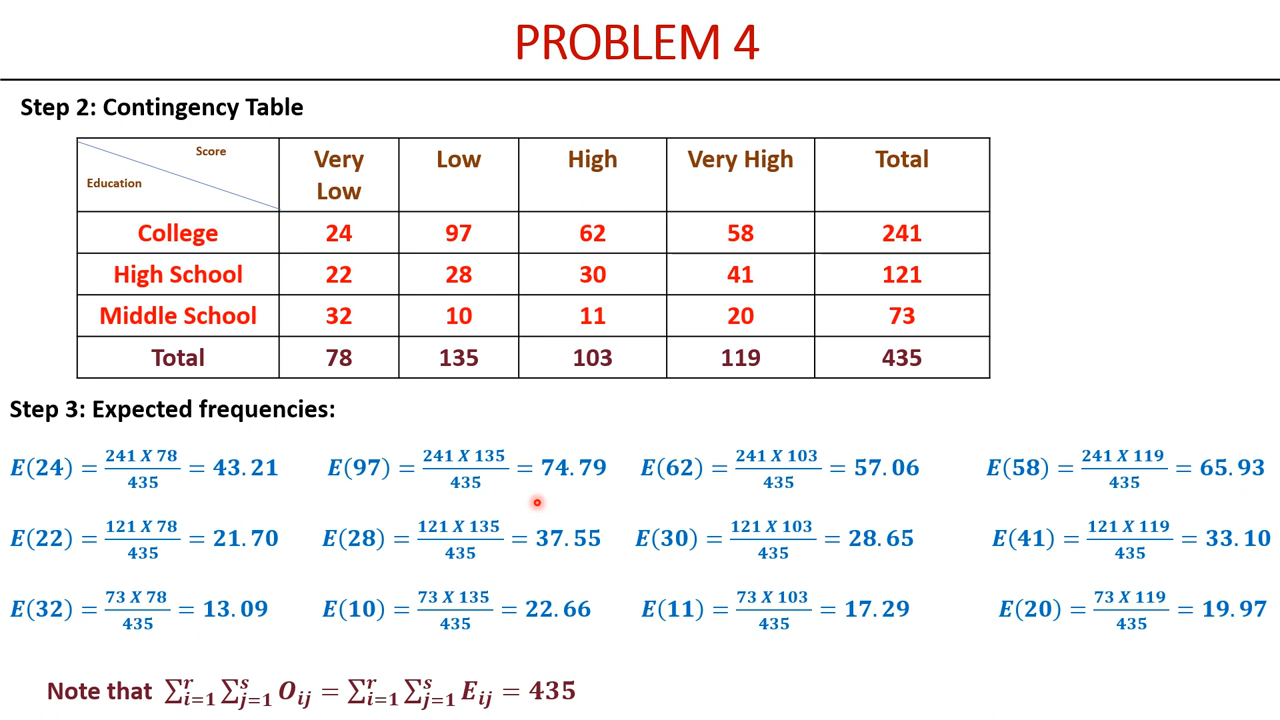 PROBLEM 4
Step 2: Contingency Table
Score
Education
Very Low
Low
High
Very High
Total
College 24 97 62 58 241
High School 22 28 30 41 121
Middle School 32 10 11 20 73
Total 78 135 103 119 435
Step 3: Expected frequencies:
E(24) = 241 X 78 / 435 = 43.21 E(97) = 241 X 135 / 435 = 74.79 E(62) = 241 X 103 / 435 = 57.06 E(58) = 241 X 119 / 435 = 65.93
E(22) = 121 X 78 / 435 = 21.70 E(28) = 121 X 135 / 435 = 37.55 E(30) = 121 X 103 / 435 = 28.65 E(41) = 121 X 119 / 435 = 33.10
E(32) = 73 X 78 / 435 = 13.09 E(10) = 73 X 135 / 435 = 22.66 E(11) = 73 X 103 / 435 = 17.29 E(20) = 73 X 119 / 435 = 19.97
Note that ∑_{i=1}^{r} ∑_{j=1}^{s} O_{ij} = ∑_{i=1}^{r} ∑_{j=1}^{s} E_{ij} = 435